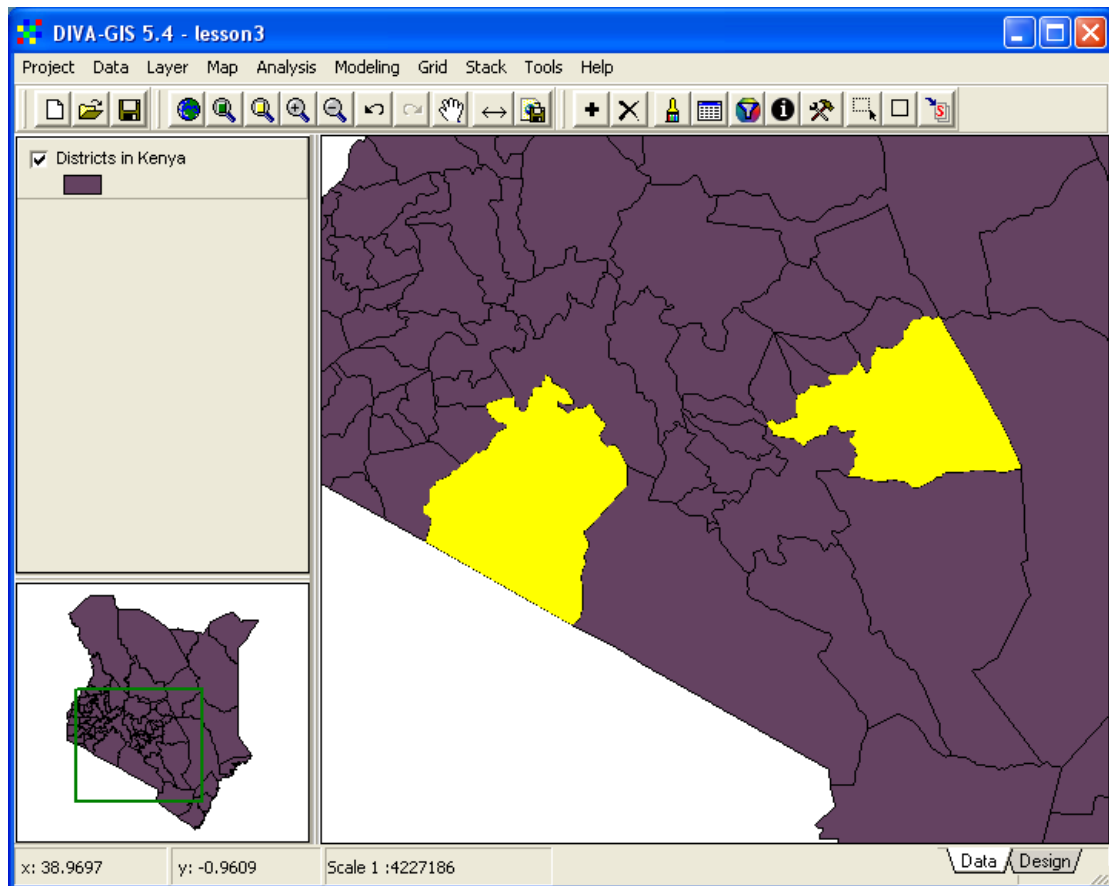 DIVA-GIS 5.4 - lesson3
Project Data Layer Map Analysis Modeling Grid Stack Tools Help
S
Districts in Kenya
x: 38.9697 y: -0.9609 Scale 1 :4227186 Data Design